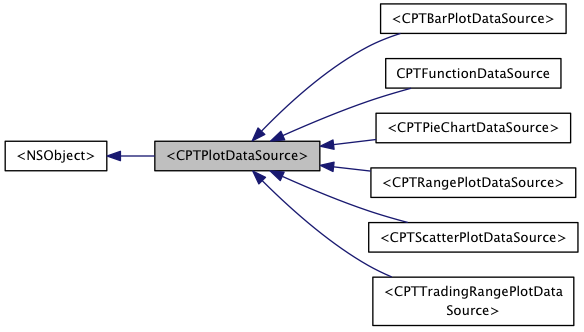 <CPTBarPlotDataSource>
CPTFunctionDataSource
<CPTPieChartDataSource>
<NSObject>
<CPTPlotDataSource>
<CPTRangePlotDataSource>
<CPTScatterPlotDataSource>
<CPTTradingRangePlotData
Source>